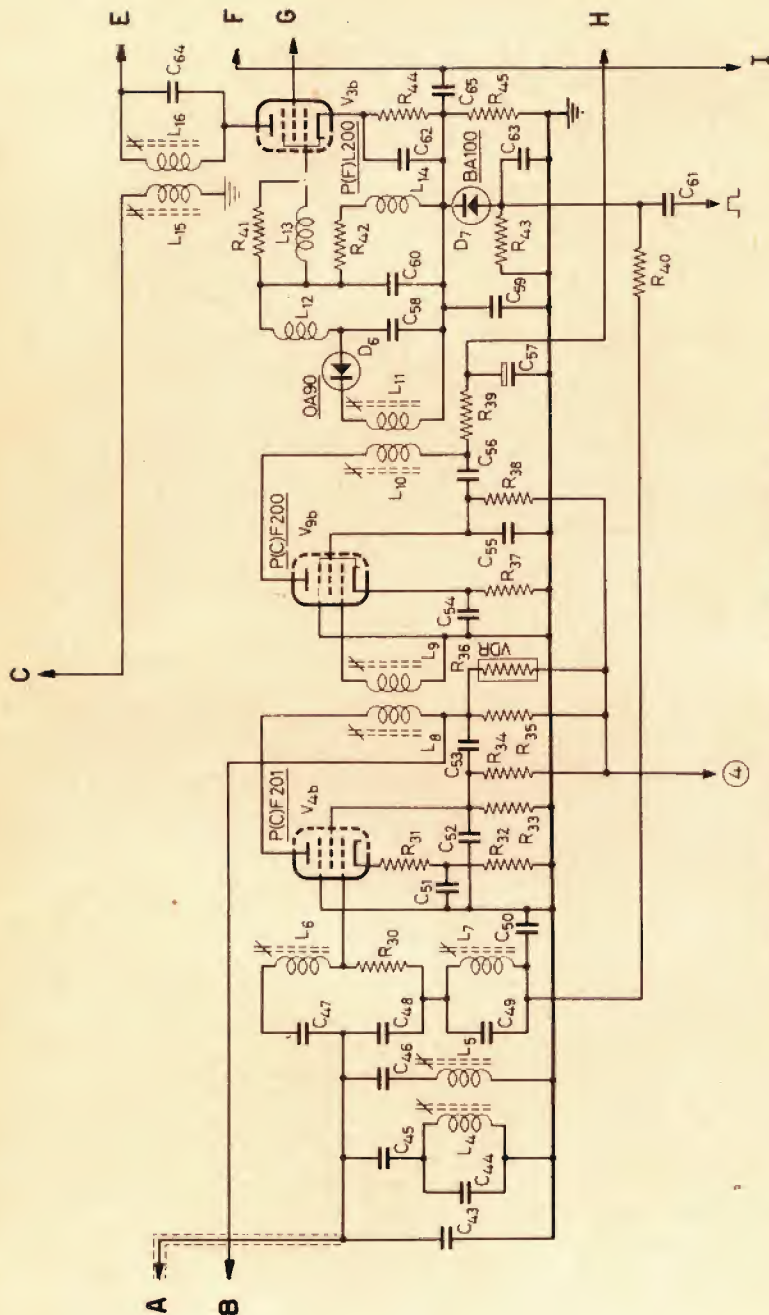 E
F
G
H
I
C
A
B
C64
L16
L15
V3b
P(F)L200
R41
L13
R42
L14
R44
C62
C65
R45
BA100
D7
C63
R43
C61
R40
L12
C60
C58
C59
D6
OA90
L11
L10
R39
C57
C56
R38
C55
R37
C54
P(C)F200
V9b
L9
L8
R36
VDR
C53
R34
R35
P(C)F201
V4b
R31
C52
R32
R33
C51
C50
L6
R30
L7
C47
C48
C49
C46
L5
C45
L4
C44
C43
4